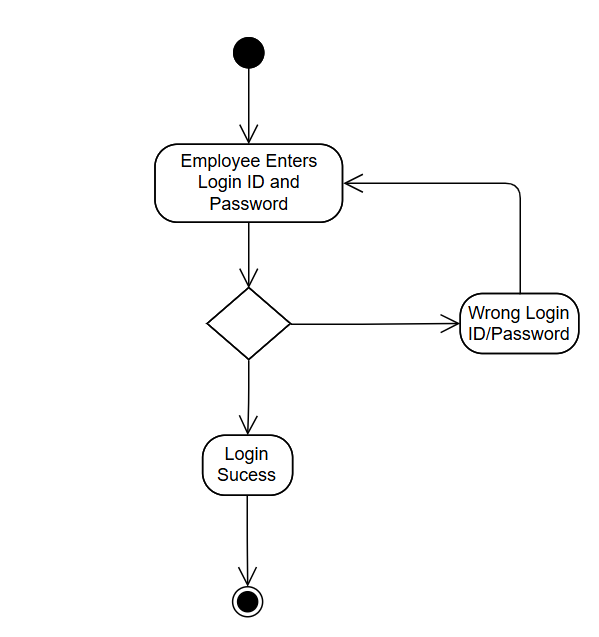 Employee Enters
Login ID and
Password
Wrong Login
ID/Password
Login
Sucess